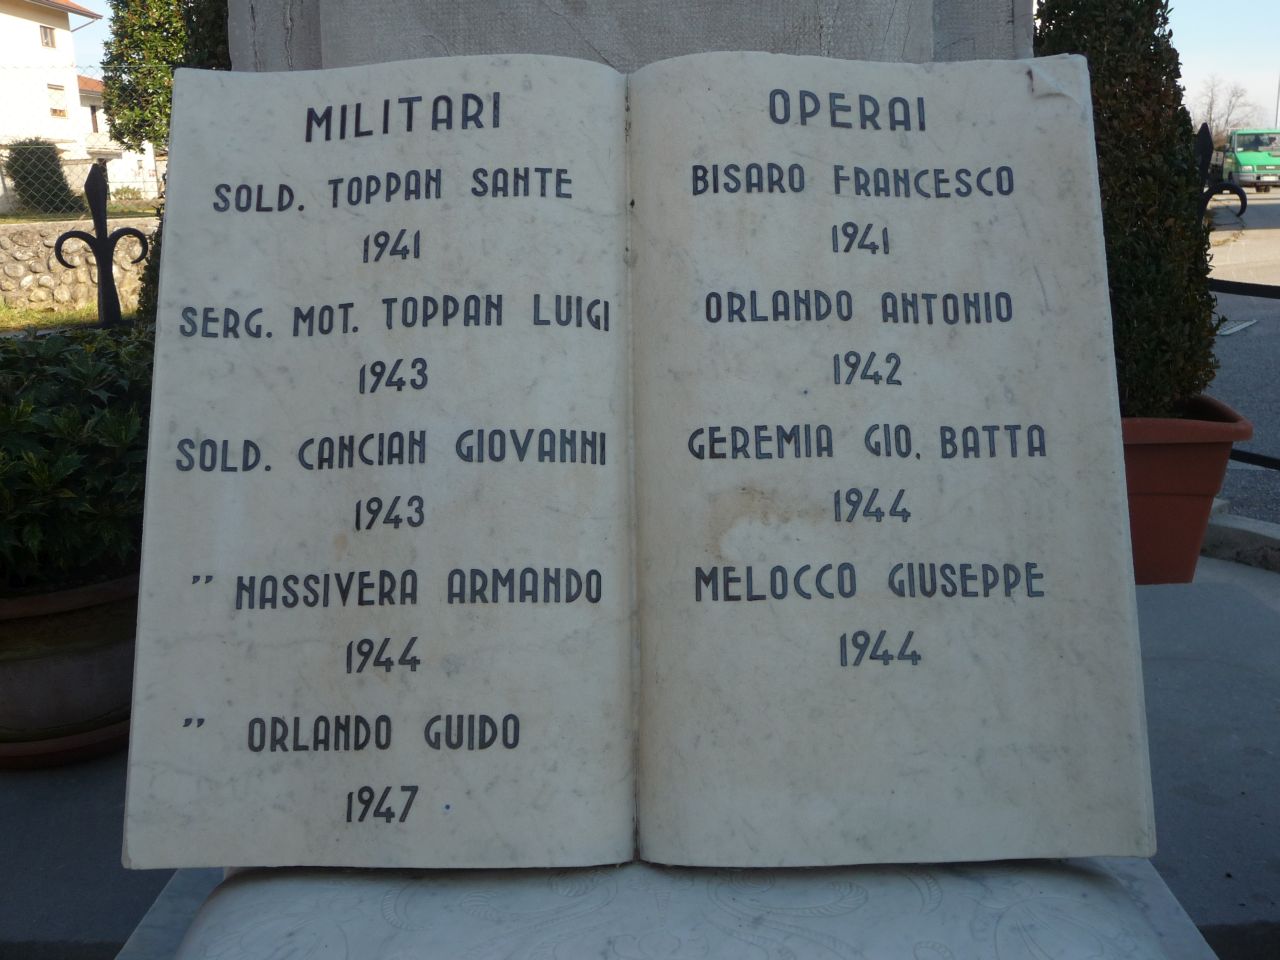 MILITARI
SOLD. TOPPAN SANTE
1941
SERG. MOT. TOPPAN LUIGI
1943
SOLD. CANCIAN GIOVANNI
1943
" NASSIVERA ARMANDO
1944
" ORLANDO GUIDO
1947
OPERAI
BISARO FRANCESCO
1941
ORLANDO ANTONIO
1942
GEREMIA GIO. BATTA
1944
MELOCCO GIUSEPPE
1944